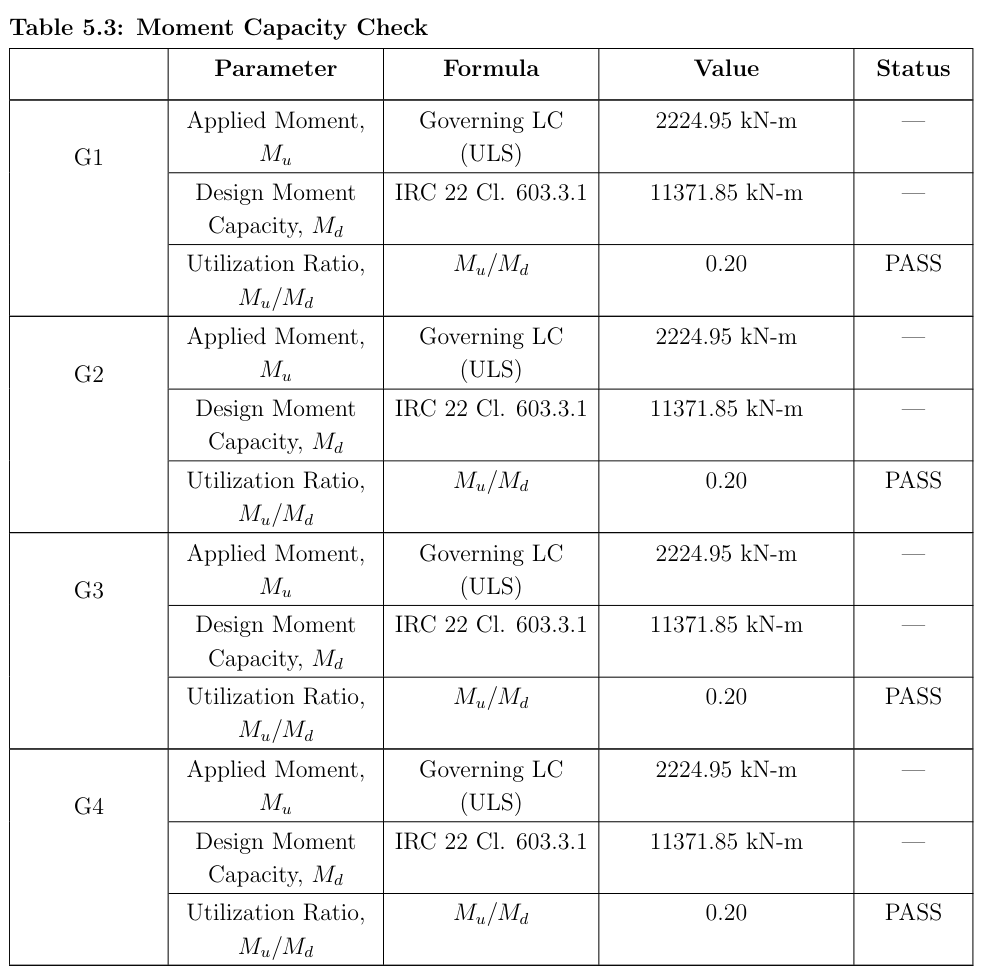 Table 5.3: Moment Capacity Check
Parameter Formula Value Status
G1
Applied Moment, Governing LC 2224.95 kN-m —
M_u (ULS)
Design Moment IRC 22 Cl. 603.3.1 11371.85 kN-m —
Capacity, M_d
Utilization Ratio, M_u/M_d 0.20 PASS
M_u/M_d
G2
Applied Moment, Governing LC 2224.95 kN-m —
M_u (ULS)
Design Moment IRC 22 Cl. 603.3.1 11371.85 kN-m —
Capacity, M_d
Utilization Ratio, M_u/M_d 0.20 PASS
M_u/M_d
G3
Applied Moment, Governing LC 2224.95 kN-m —
M_u (ULS)
Design Moment IRC 22 Cl. 603.3.1 11371.85 kN-m —
Capacity, M_d
Utilization Ratio, M_u/M_d 0.20 PASS
M_u/M_d
G4
Applied Moment, Governing LC 2224.95 kN-m —
M_u (ULS)
Design Moment IRC 22 Cl. 603.3.1 11371.85 kN-m —
Capacity, M_d
Utilization Ratio, M_u/M_d 0.20 PASS
M_u/M_d